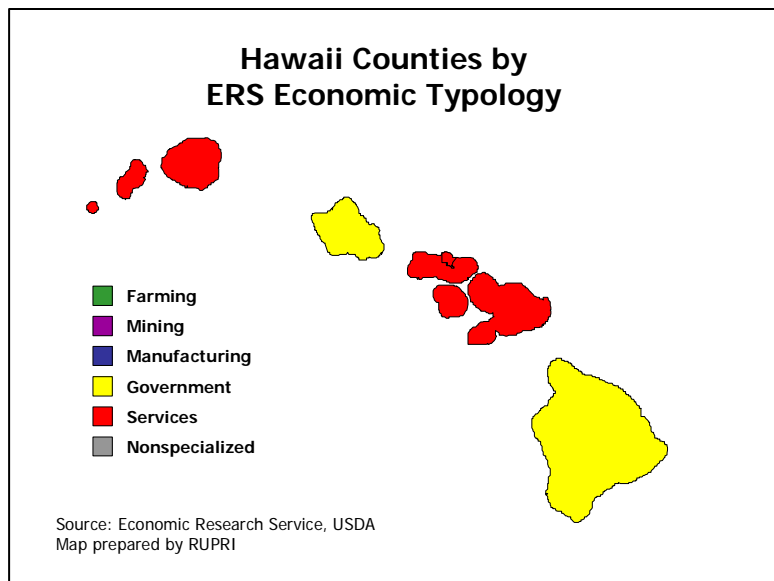 Hawaii Counties by
ERS Economic Typology
Farming
Mining
Manufacturing
Government
Services
Nonspecialized
Source: Economic Research Service, USDA
Map prepared by RUPRI